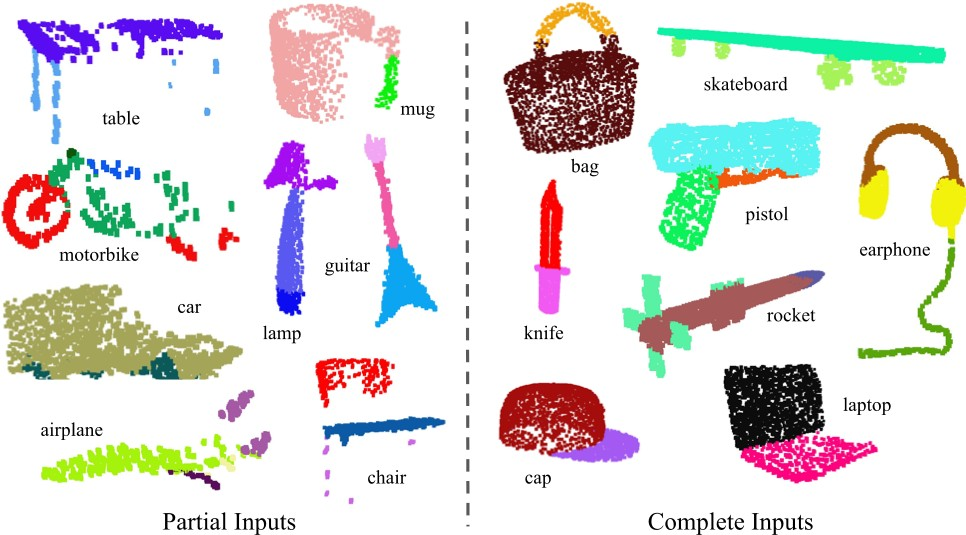 table
mug
motorbike
guitar
car
lamp
airplane
chair
Partial Inputs
skateboard
bag
pistol
earphone
knife
rocket
laptop
cap
Complete Inputs